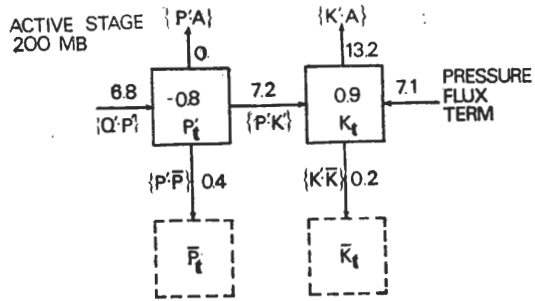 ACTIVE STAGE
200 MB
{P'·A}
{K'·A}
0.
13.2
6.8
-0.8
7.2
0.9
7.1
PRESSURE
FLUX
TERM
{Q'·P'}
P't
{P'·K'}
Kt
{P'·P̅}
0.4
{K'·K̅}
0.2
P̅t
K̅t